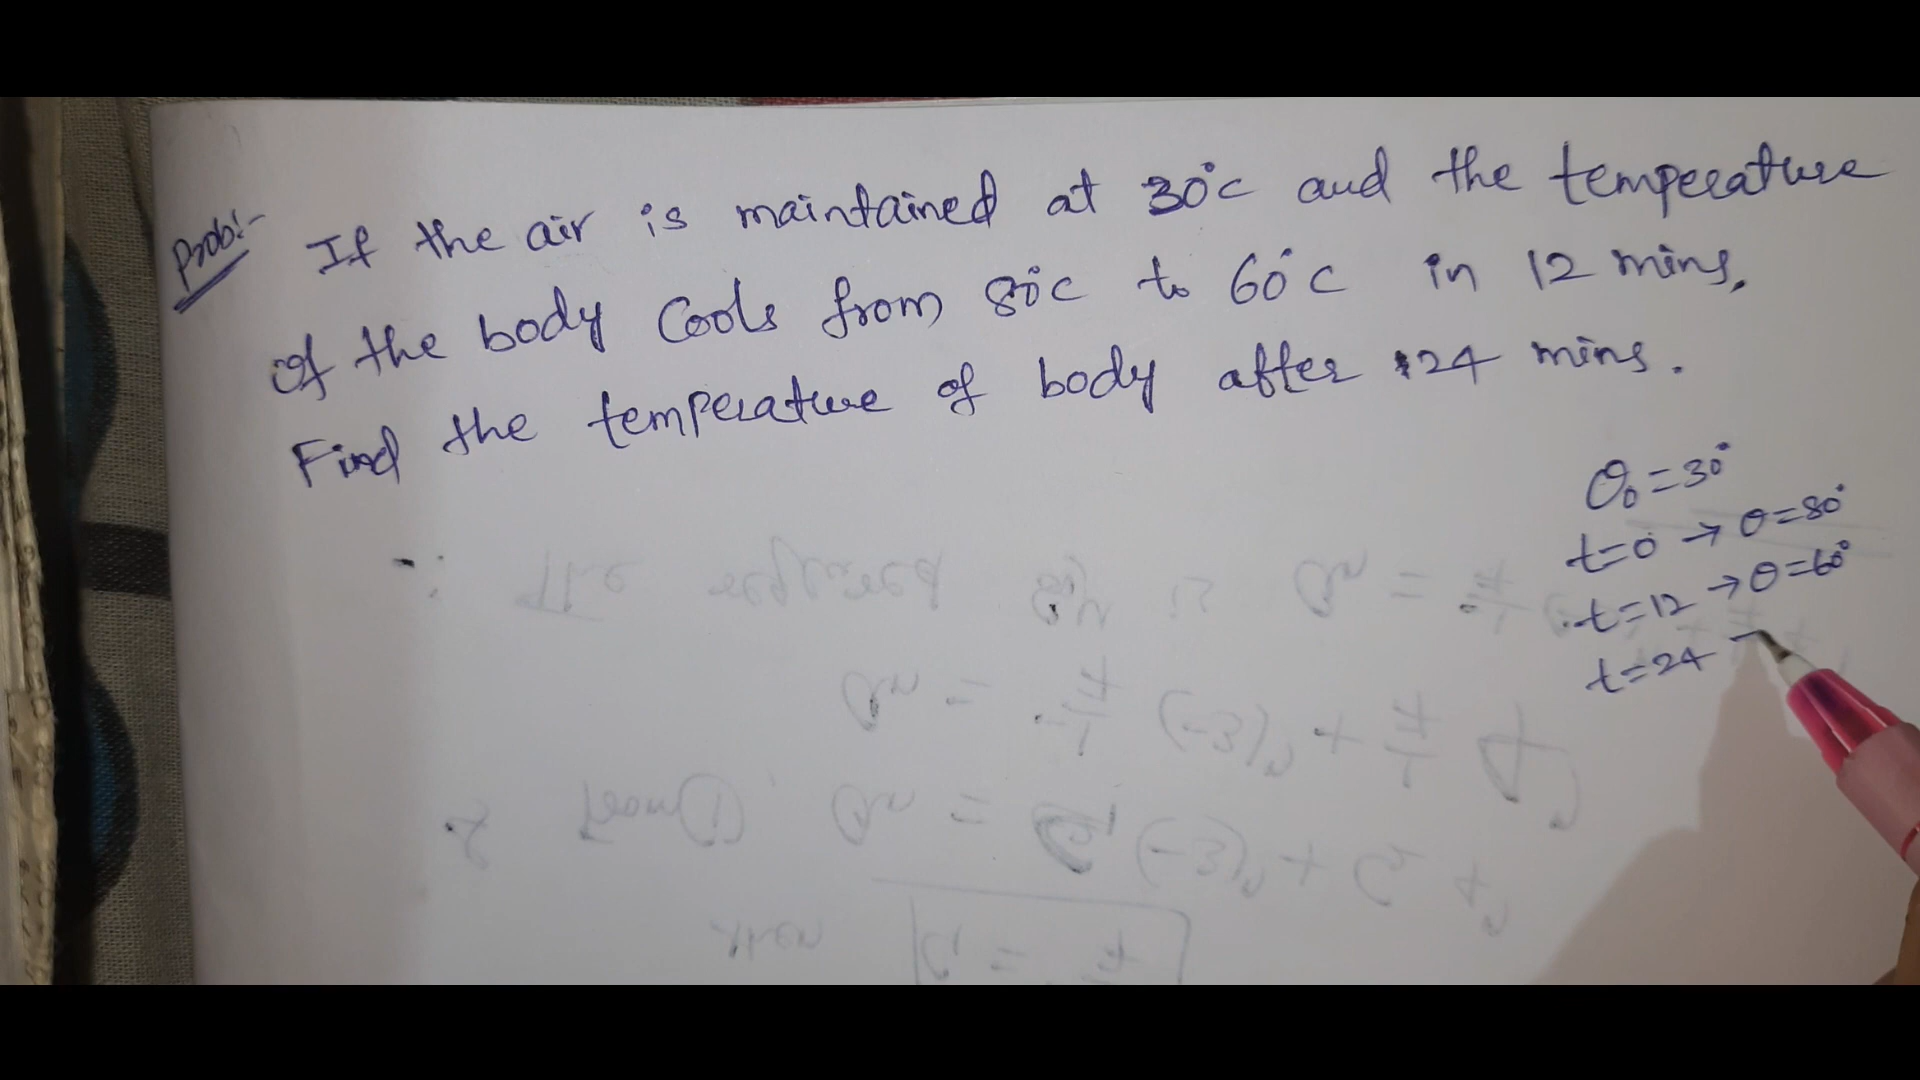 Prob:-
If the air is maintained at 30°c and the temperature
of the body Cools from 80°c to 60°c in 12 mins,
Find the temperature of body after 24 mins.
θ₀ = 30°
t=0 → θ=80°
t=12 → θ=60°
t=24 →